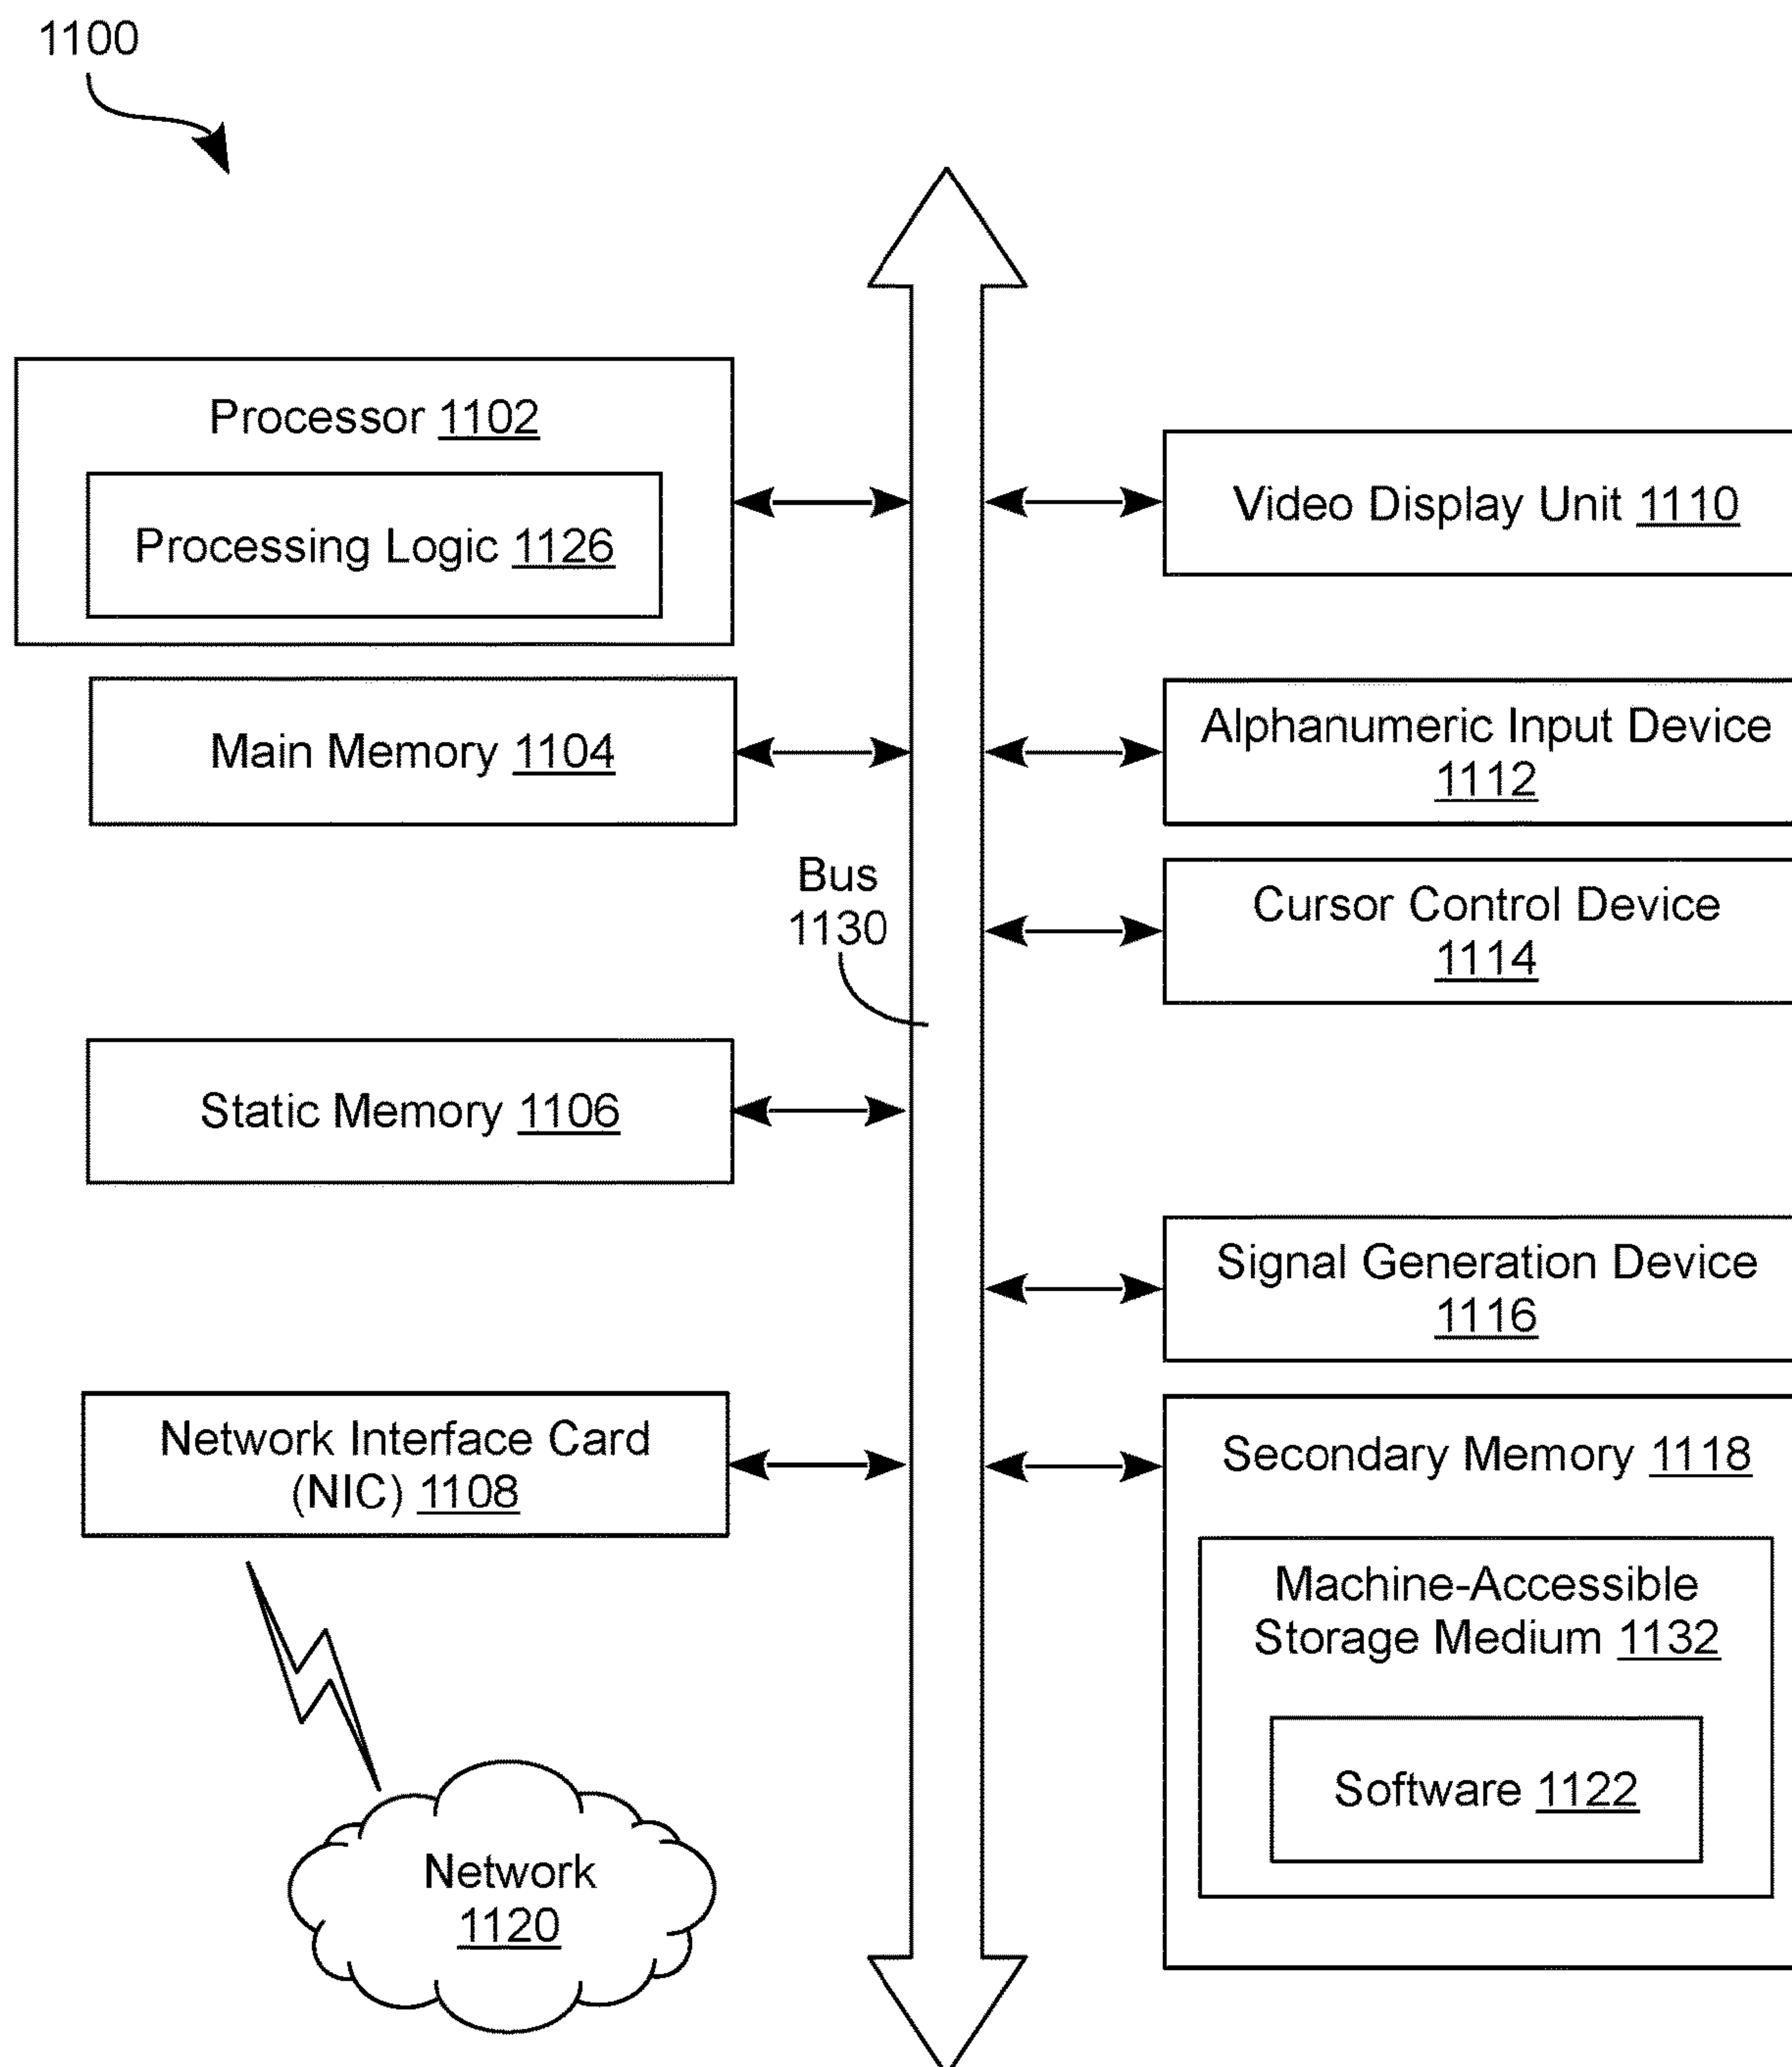 1100
Processor 1102
Processing Logic 1126
Main Memory 1104
Bus
1130
Static Memory 1106
Network Interface Card
(NIC) 1108
Network
1120
Video Display Unit 1110
Alphanumeric Input Device
1112
Cursor Control Device
1114
Signal Generation Device
1116
Secondary Memory 1118
Machine-Accessible
Storage Medium 1132
Software 1122